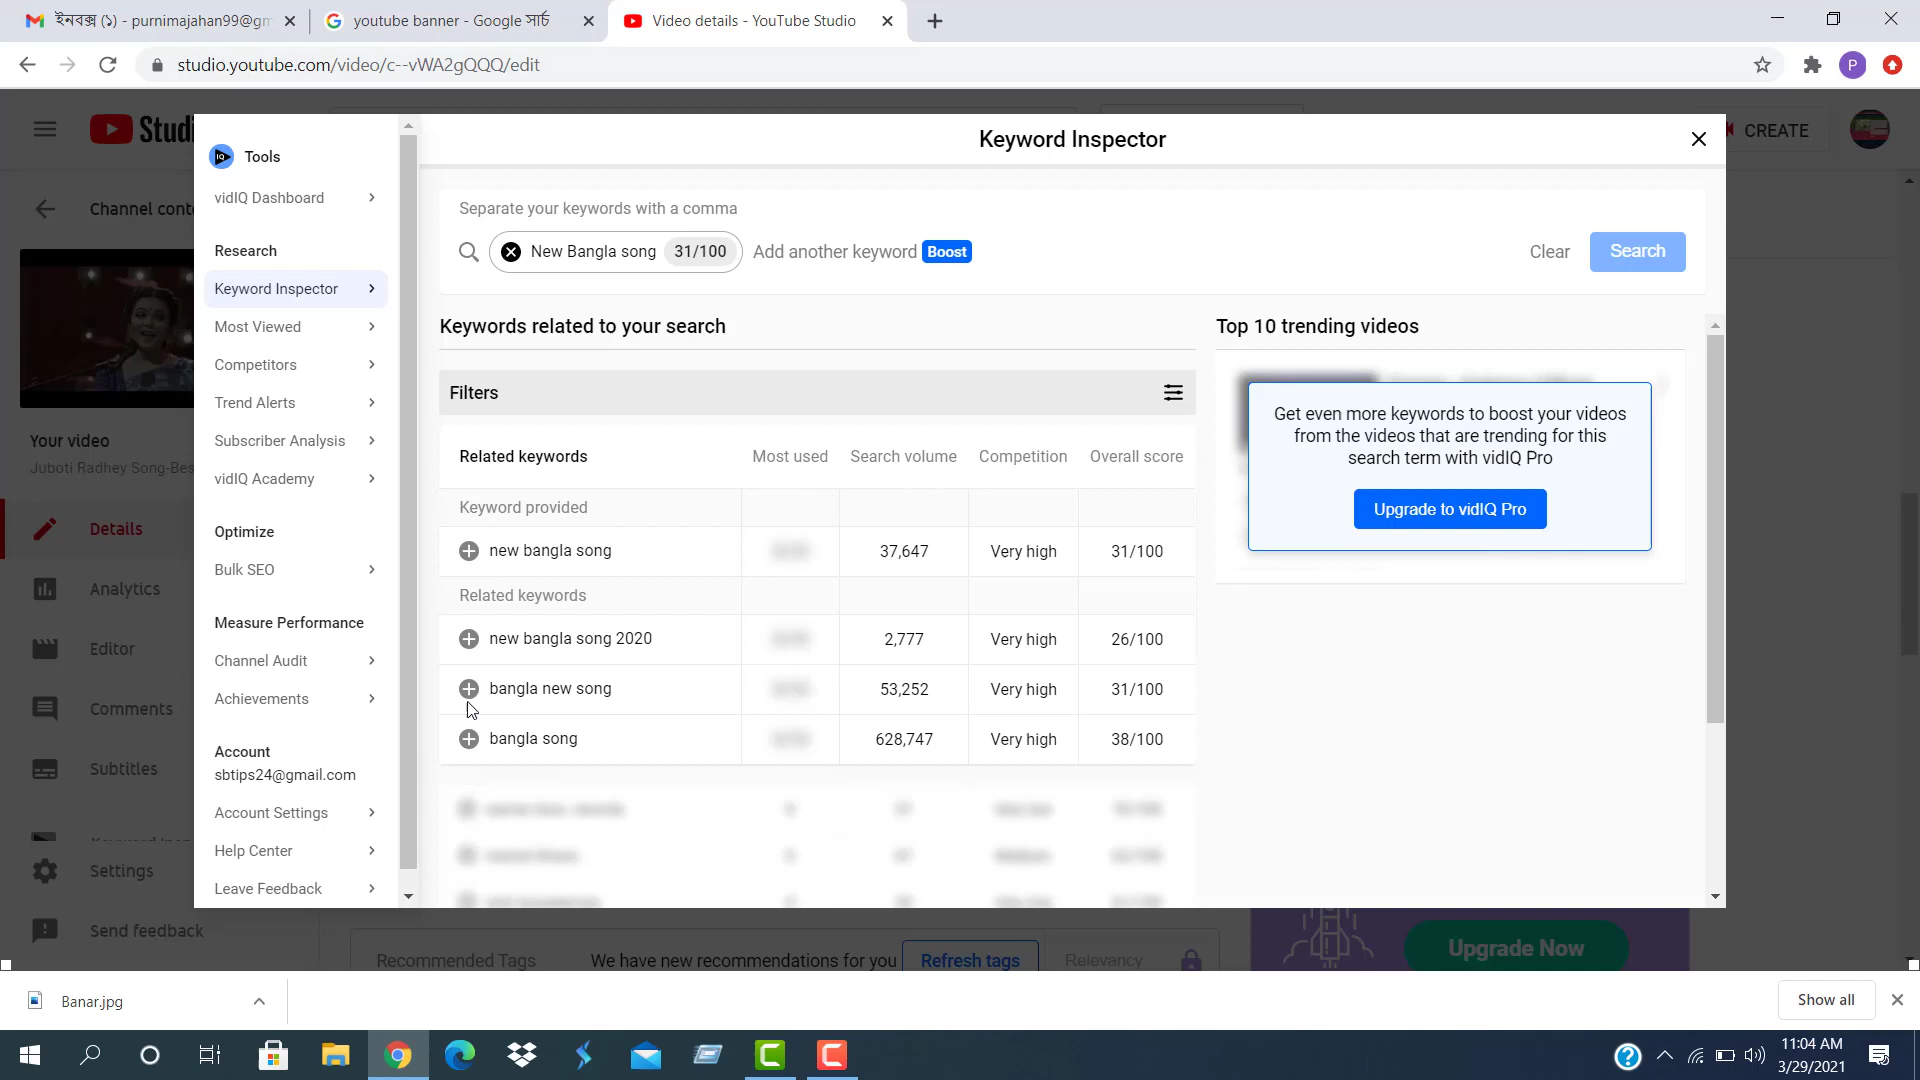 ইনবক্স (১) - purnimajahan99@gm
youtube banner - Google সার্চ
Video details - YouTube Studio
studio.youtube.com/video/c--vWA2gQQQ/edit
P
Studi
CREATE
Channel conte
Your video
Juboti Radhey Song-Bes
Details
Analytics
Editor
Comments
Subtitles
Settings
Send feedback
Tools
vidIQ Dashboard
Research
Keyword Inspector
Most Viewed
Competitors
Trend Alerts
Subscriber Analysis
vidIQ Academy
Optimize
Bulk SEO
Measure Performance
Channel Audit
Achievements
Account
sbtips24@gmail.com
Account Settings
Help Center
Leave Feedback
Keyword Inspector
Separate your keywords with a comma
New Bangla song 31/100 Add another keyword Boost Clear Search
Keywords related to your search
Filters
Related keywords Most used Search volume Competition Overall score
Keyword provided
new bangla song 37,647 Very high 31/100
Related keywords
new bangla song 2020 2,777 Very high 26/100
bangla new song 53,252 Very high 31/100
bangla song 628,747 Very high 38/100
Top 10 trending videos
Get even more keywords to boost your videos
from the videos that are trending for this
search term with vidIQ Pro
Upgrade to vidIQ Pro
Recommended Tags We have new recommendations for you Refresh tags Relevancy
Upgrade Now
Banar.jpg
Show all
11:04 AM
3/29/2021